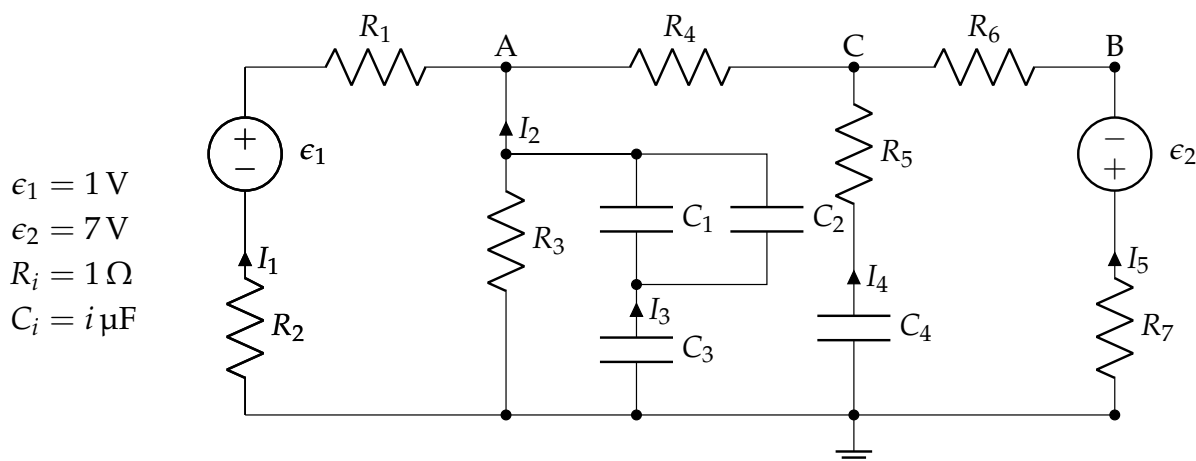 R₁ A R₄ C R₆ B
I₂
+ − ϵ₁ R₅ − + ϵ₂
ϵ₁ = 1 V
ϵ₂ = 7 V
Rᵢ = 1 Ω
Cᵢ = i µF
R₃ C₁ C₂
I₁ I₃ I₄ I₅
R₂ C₃ C₄ R₇